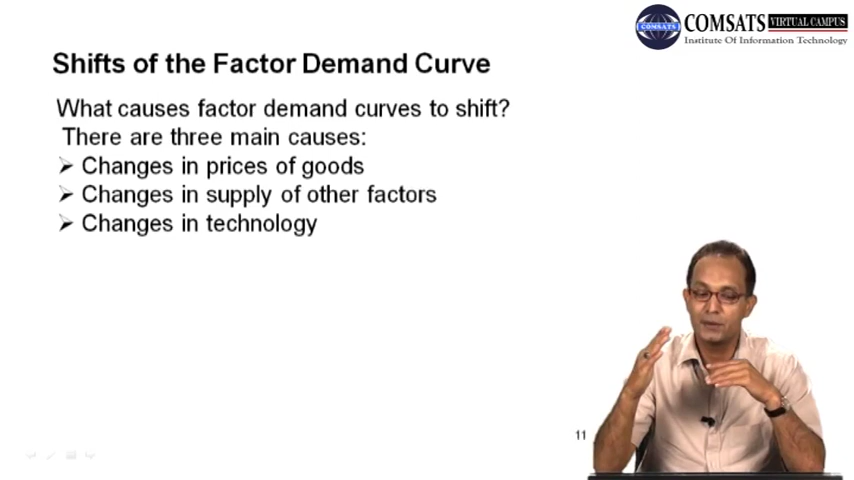 COMSATS VIRTUAL CAMPUS
COMSATS
Institute Of Information Technology
Shifts of the Factor Demand Curve
What causes factor demand curves to shift?
There are three main causes:
➢ Changes in prices of goods
➢ Changes in supply of other factors
➢ Changes in technology
11